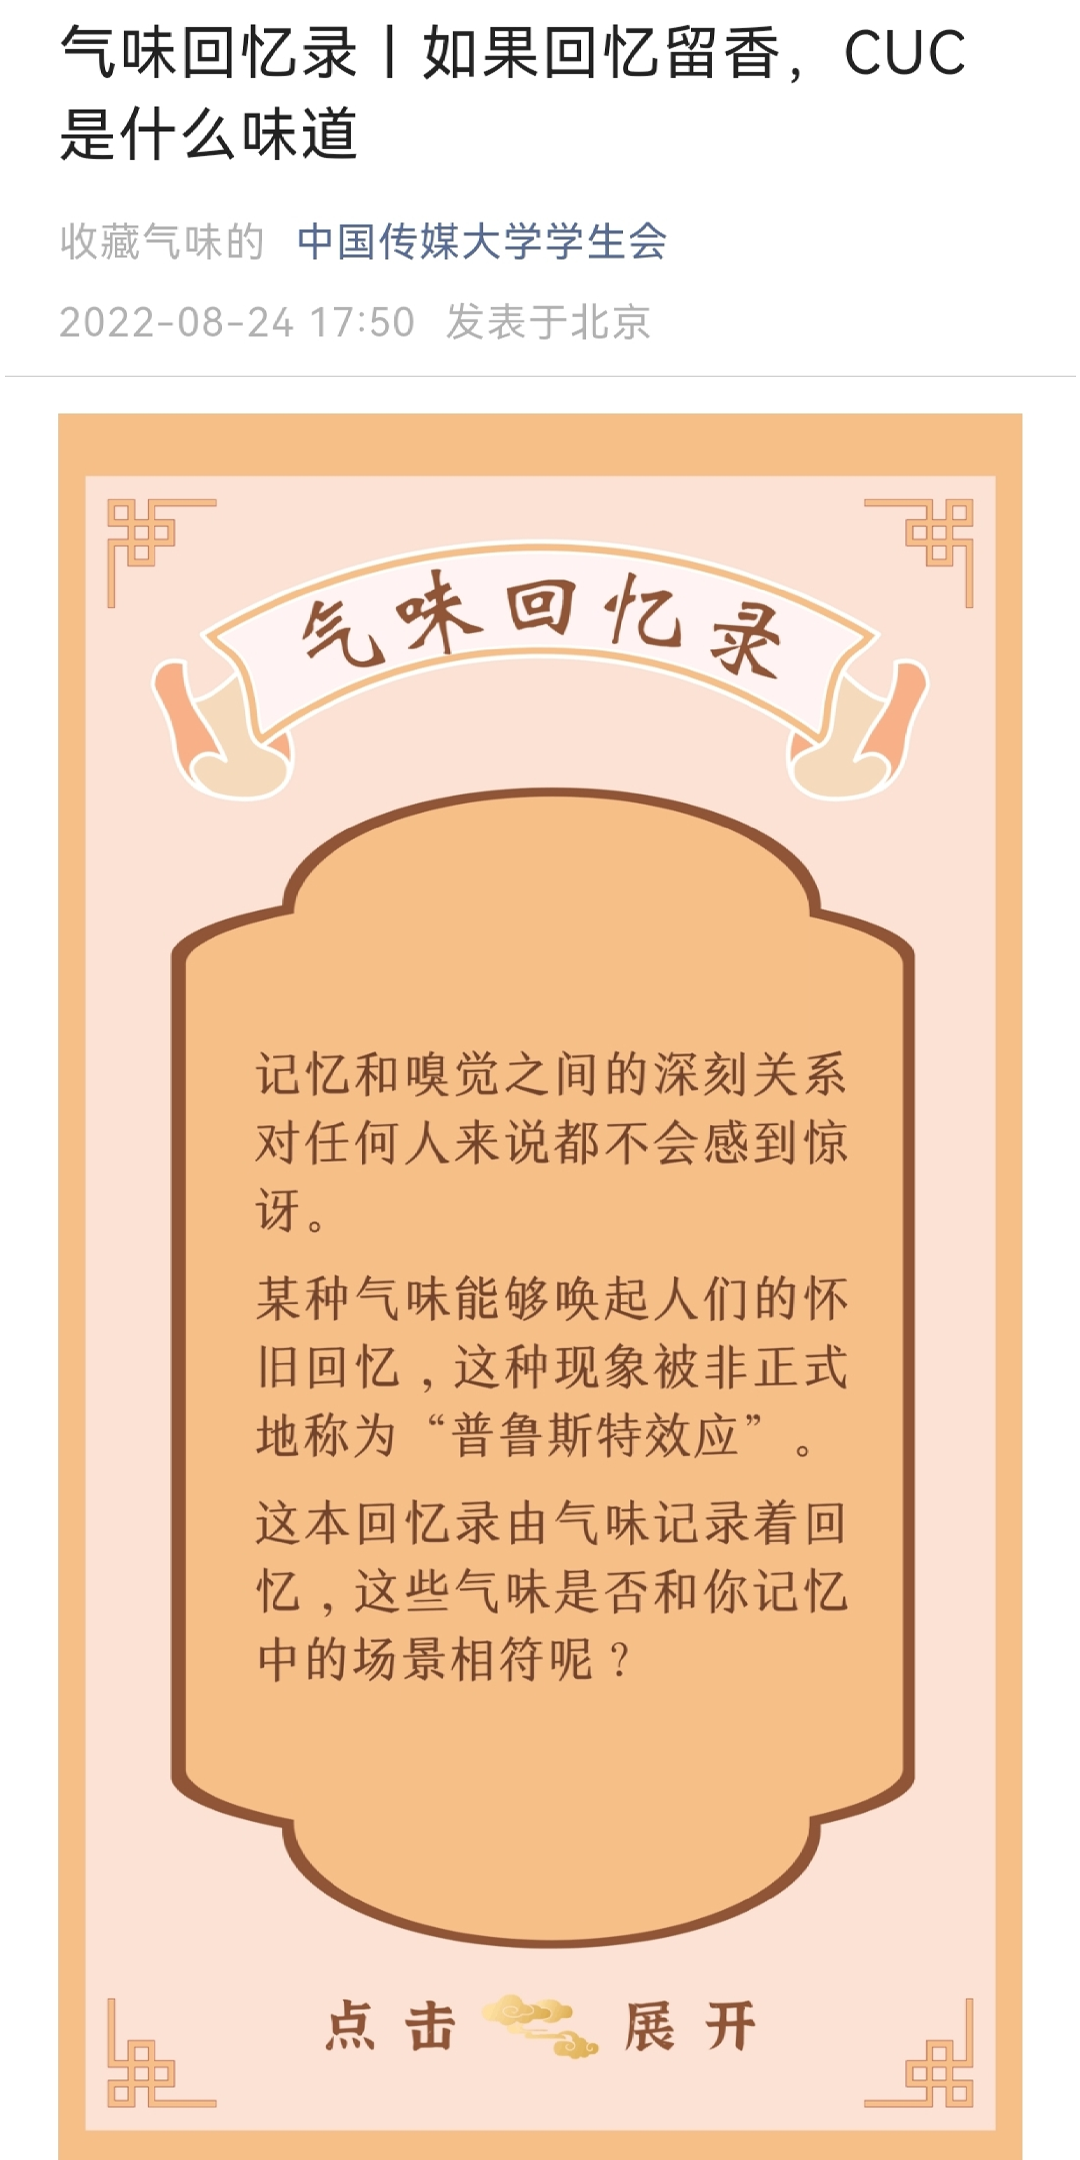 气味回忆录丨如果回忆留香，CUC
是什么味道
收藏气味的 中国传媒大学学生会
2022-08-24 17:50 发表于北京
气味回忆录
记忆和嗅觉之间的深刻关系
对任何人来说都不会感到惊
讶。
某种气味能够唤起人们的怀
旧回忆，这种现象被非正式
地称为“普鲁斯特效应”。
这本回忆录由气味记录着回
忆，这些气味是否和你记忆
中的场景相符呢？
点击 展开